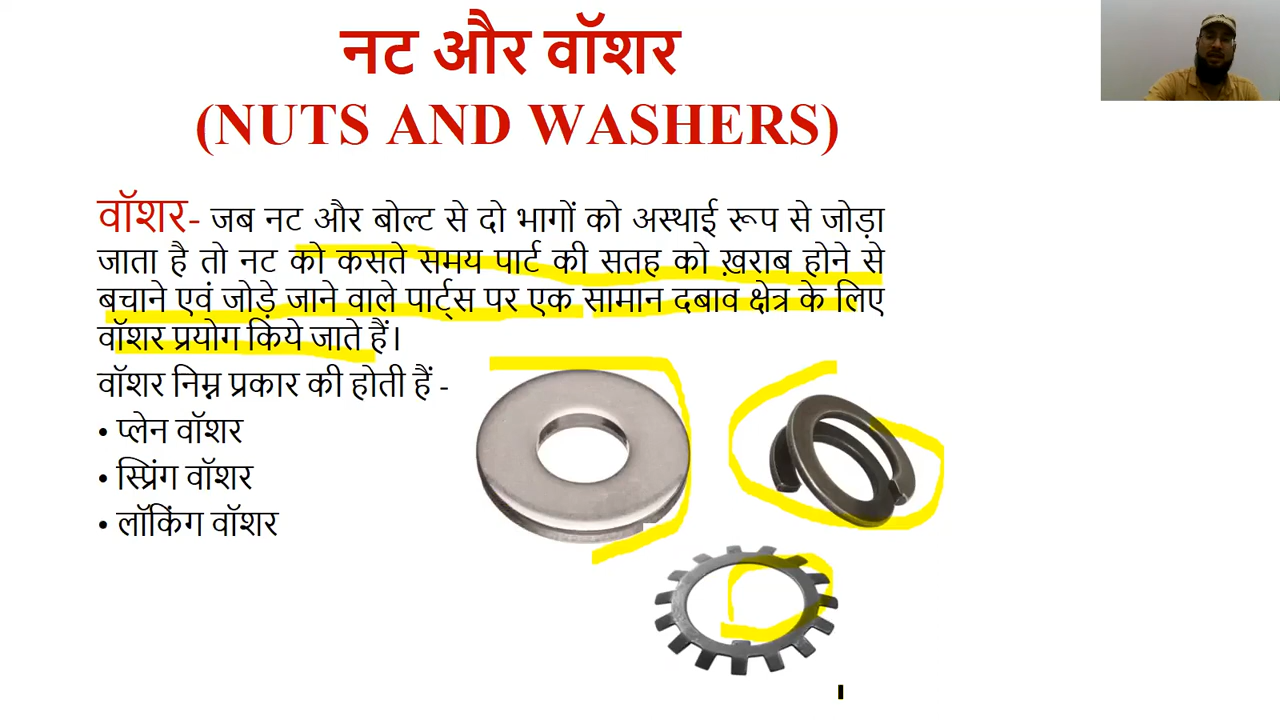 नट और वॉशर
(NUTS AND WASHERS)
वॉशर- जब नट और बोल्ट से दो भागों को अस्थाई रूप से जोड़ा
जाता है तो नट को कसते समय पार्ट की सतह को ख़राब होने से
बचाने एवं जोड़े जाने वाले पार्ट्स पर एक सामान दबाव क्षेत्र के लिए
वॉशर प्रयोग किये जाते हैं।
वॉशर निम्न प्रकार की होती हैं -
• प्लेन वॉशर
• स्प्रिंग वॉशर
• लॉकिंग वॉशर